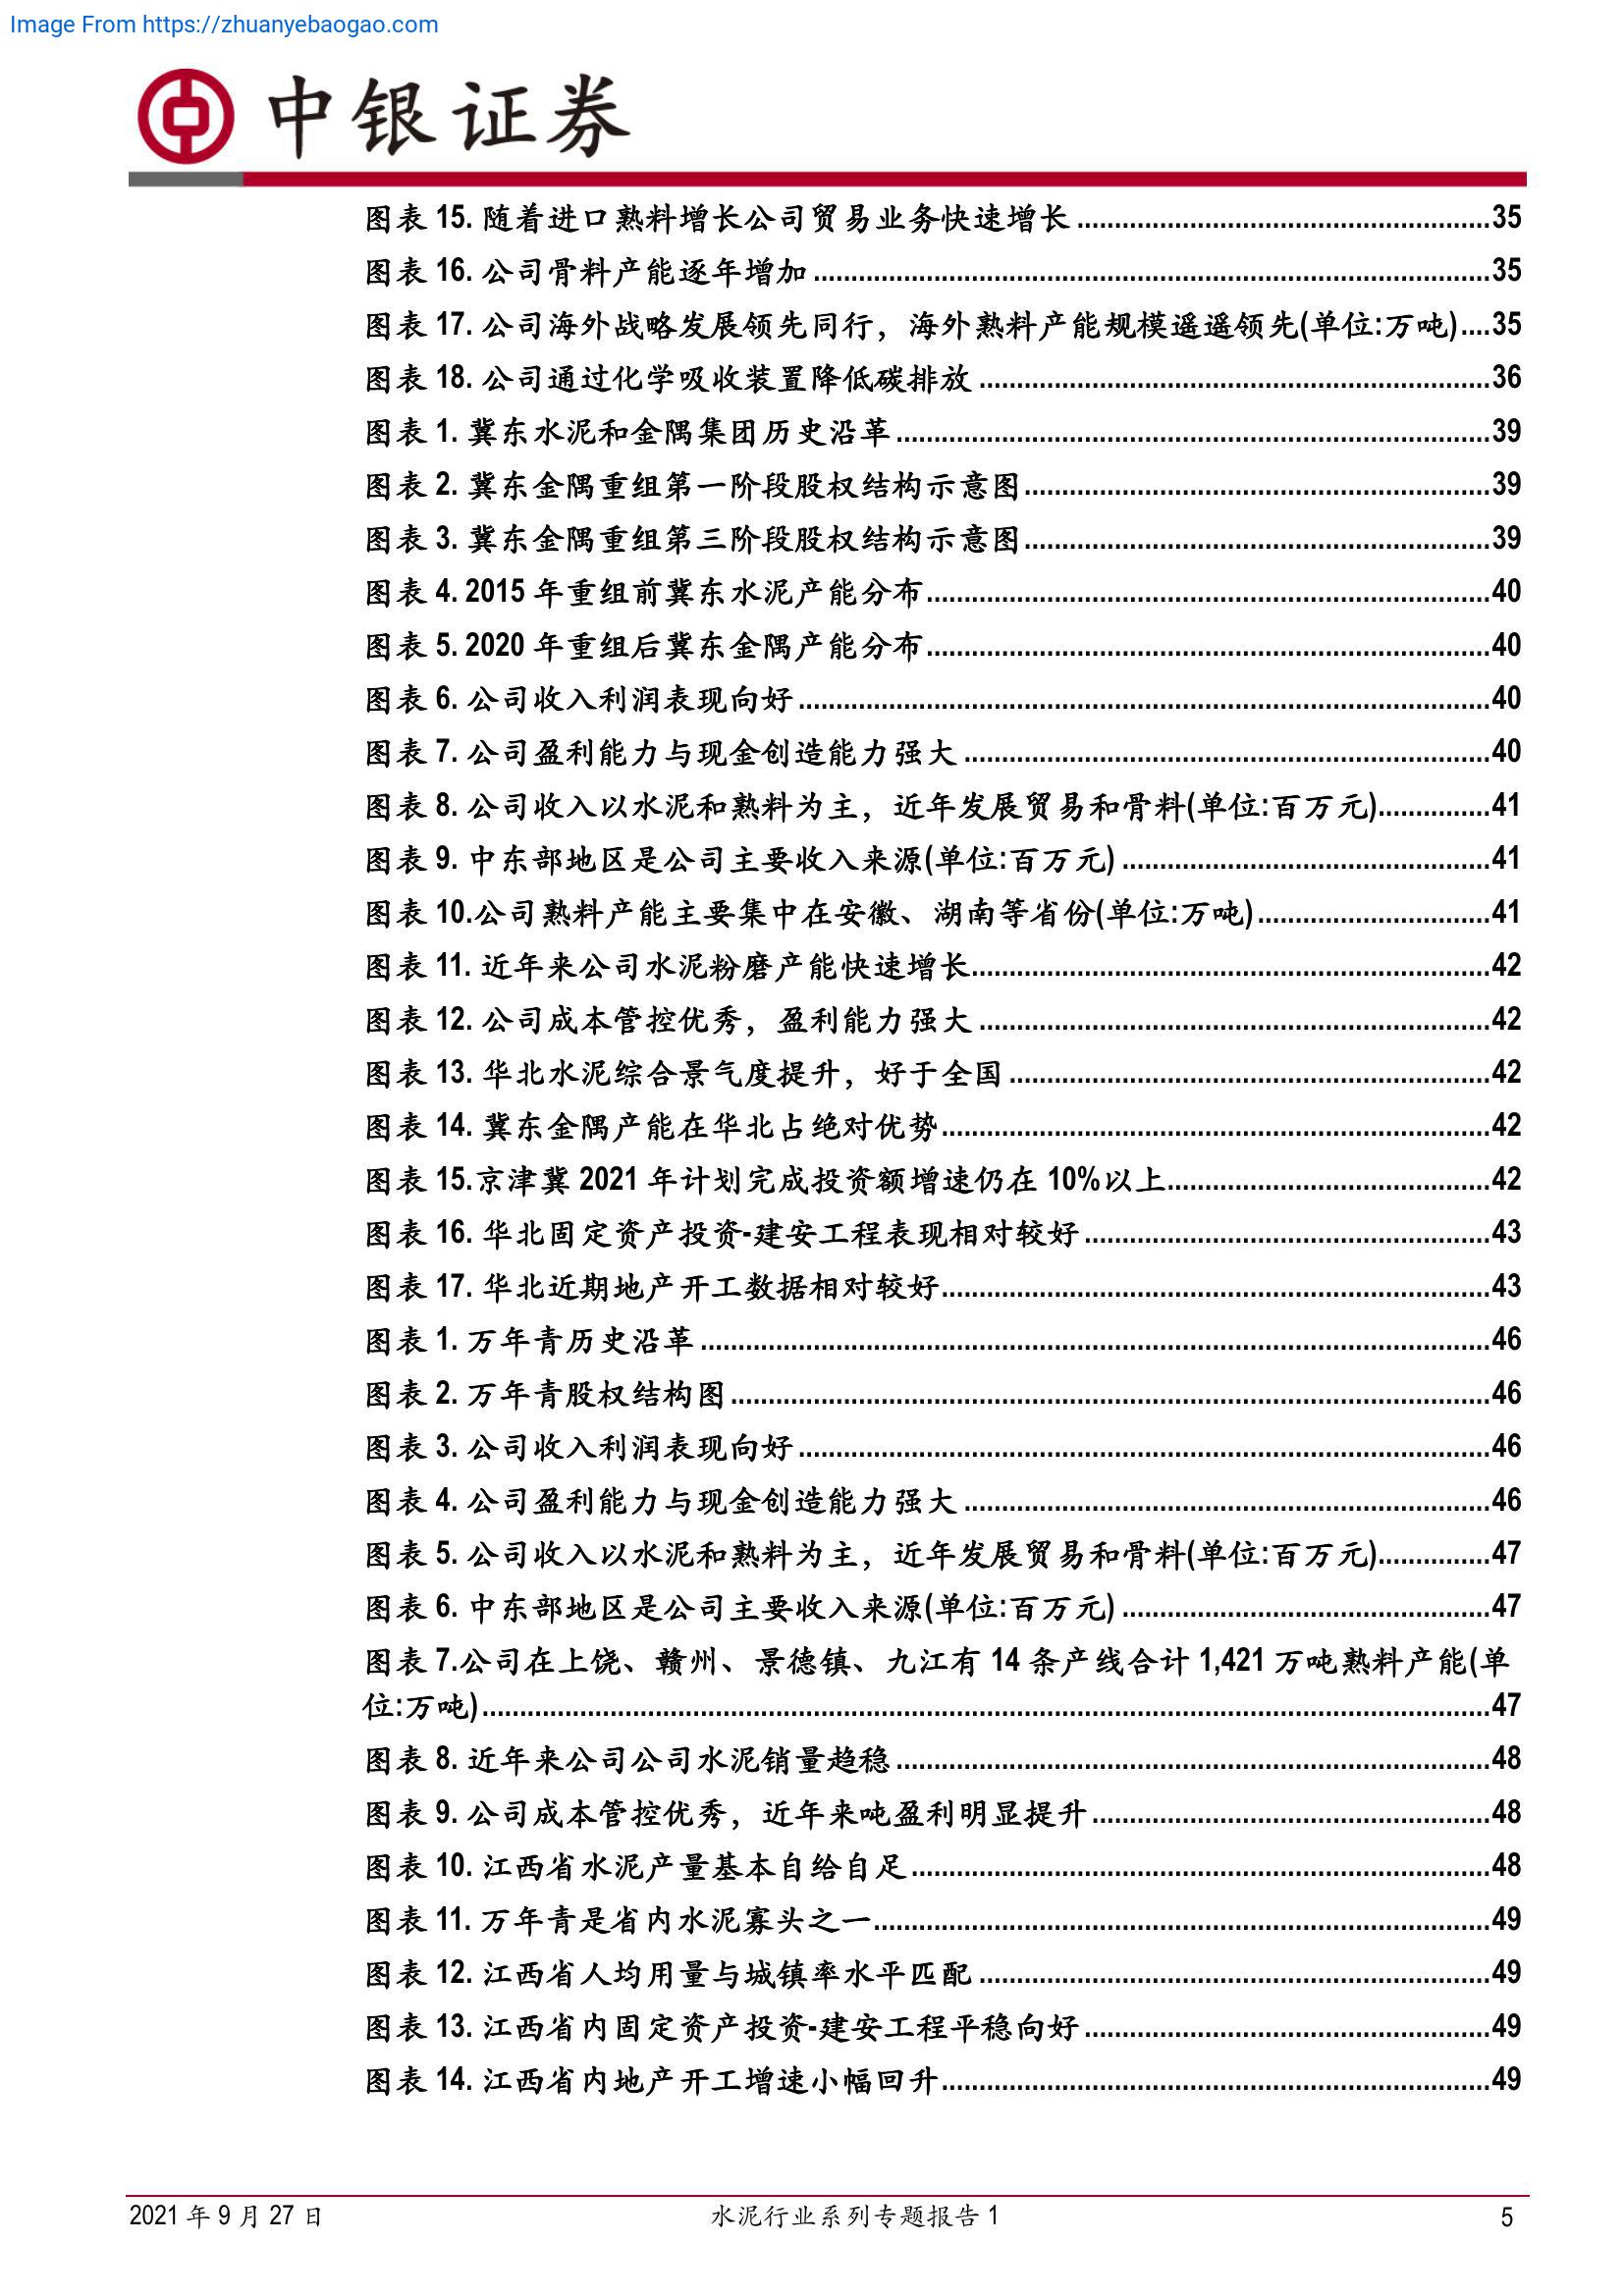 Image From https://zhuanyebaogao.com
中银证券
图表 15. 随着进口熟料增长公司贸易业务快速增长 ........................................................35
图表 16. 公司骨料产能逐年增加 ........................................................35
图表 17. 公司海外战略发展领先同行，海外熟料产能规模遥遥领先(单位:万吨)....35
图表 18. 公司通过化学吸收装置降低碳排放 ........................................................36
图表 1. 冀东水泥和金隅集团历史沿革 ........................................................39
图表 2. 冀东金隅重组第一阶段股权结构示意图........................................................39
图表 3. 冀东金隅重组第三阶段股权结构示意图........................................................39
图表 4. 2015 年重组前冀东水泥产能分布........................................................40
图表 5. 2020 年重组后冀东金隅产能分布........................................................40
图表 6. 公司收入利润表现向好 ........................................................40
图表 7. 公司盈利能力与现金创造能力强大 ........................................................40
图表 8. 公司收入以水泥和熟料为主，近年发展贸易和骨料(单位:百万元)...............41
图表 9. 中东部地区是公司主要收入来源(单位:百万元) ........................................................41
图表 10.公司熟料产能主要集中在安徽、湖南等省份(单位:万吨)...............................41
图表 11. 近年来公司水泥粉磨产能快速增长........................................................42
图表 12. 公司成本管控优秀，盈利能力强大 ........................................................42
图表 13. 华北水泥综合景气度提升，好于全国 ........................................................42
图表 14. 冀东金隅产能在华北占绝对优势........................................................42
图表 15.京津冀 2021 年计划完成投资额增速仍在 10%以上...........................................42
图表 16. 华北固定资产投资-建安工程表现相对较好 ........................................................43
图表 17. 华北近期地产开工数据相对较好........................................................43
图表 1. 万年青历史沿革 ........................................................46
图表 2. 万年青股权结构图........................................................46
图表 3. 公司收入利润表现向好 ........................................................46
图表 4. 公司盈利能力与现金创造能力强大 ........................................................46
图表 5. 公司收入以水泥和熟料为主，近年发展贸易和骨料(单位:百万元)...............47
图表 6. 中东部地区是公司主要收入来源(单位:百万元) ........................................................47
图表 7.公司在上饶、赣州、景德镇、九江有 14 条产线合计 1,421 万吨熟料产能(单
位:万吨)........................................................47
图表 8. 近年来公司公司水泥销量趋稳 ........................................................48
图表 9. 公司成本管控优秀，近年来吨盈利明显提升 ........................................................48
图表 10. 江西省水泥产量基本自给自足 ........................................................48
图表 11. 万年青是省内水泥寡头之一........................................................49
图表 12. 江西省人均用量与城镇率水平匹配 ........................................................49
图表 13. 江西省内固定资产投资-建安工程平稳向好 ........................................................49
图表 14. 江西省内地产开工增速小幅回升........................................................49
2021 年 9 月 27 日
水泥行业系列专题报告 1
5